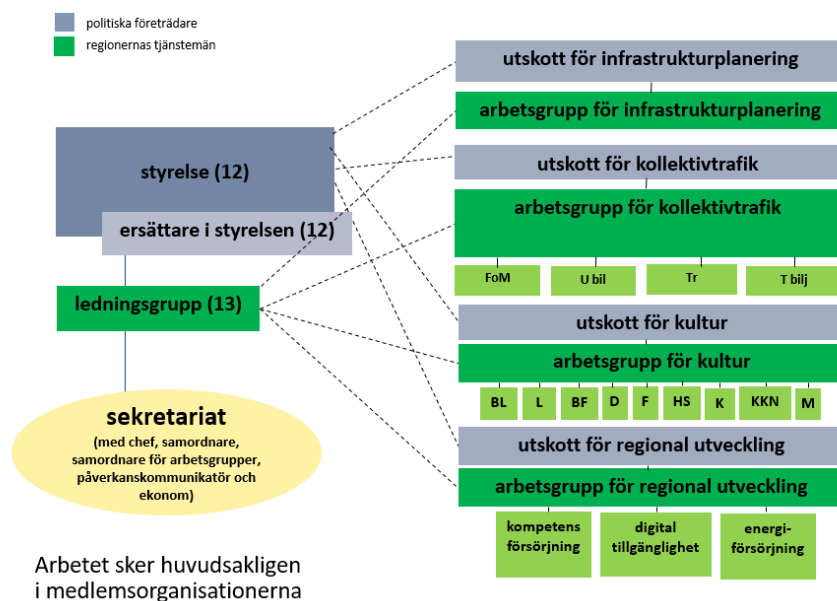 politiska företrädare
regionernas tjänstemän
styrelse (12)
ersättare i styrelsen (12)
ledningsgrupp (13)
sekretariat
(med chef, samordnare,
samordnare för arbetsgrupper,
påverkanskommunikatör och
ekonom)
Arbetet sker huvudsakligen
i medlemsorganisationerna
utskott för infrastrukturplanering
arbetsgrupp för infrastrukturplanering
utskott för kollektivtrafik
arbetsgrupp för kollektivtrafik
FoM U bil Tr T bilj
utskott för kultur
arbetsgrupp för kultur
BL L BF D F HS K KKN M
utskott för regional utveckling
arbetsgrupp för regional utveckling
kompetens
försörjning
digital
tillgänglighet
energi-
försörjning